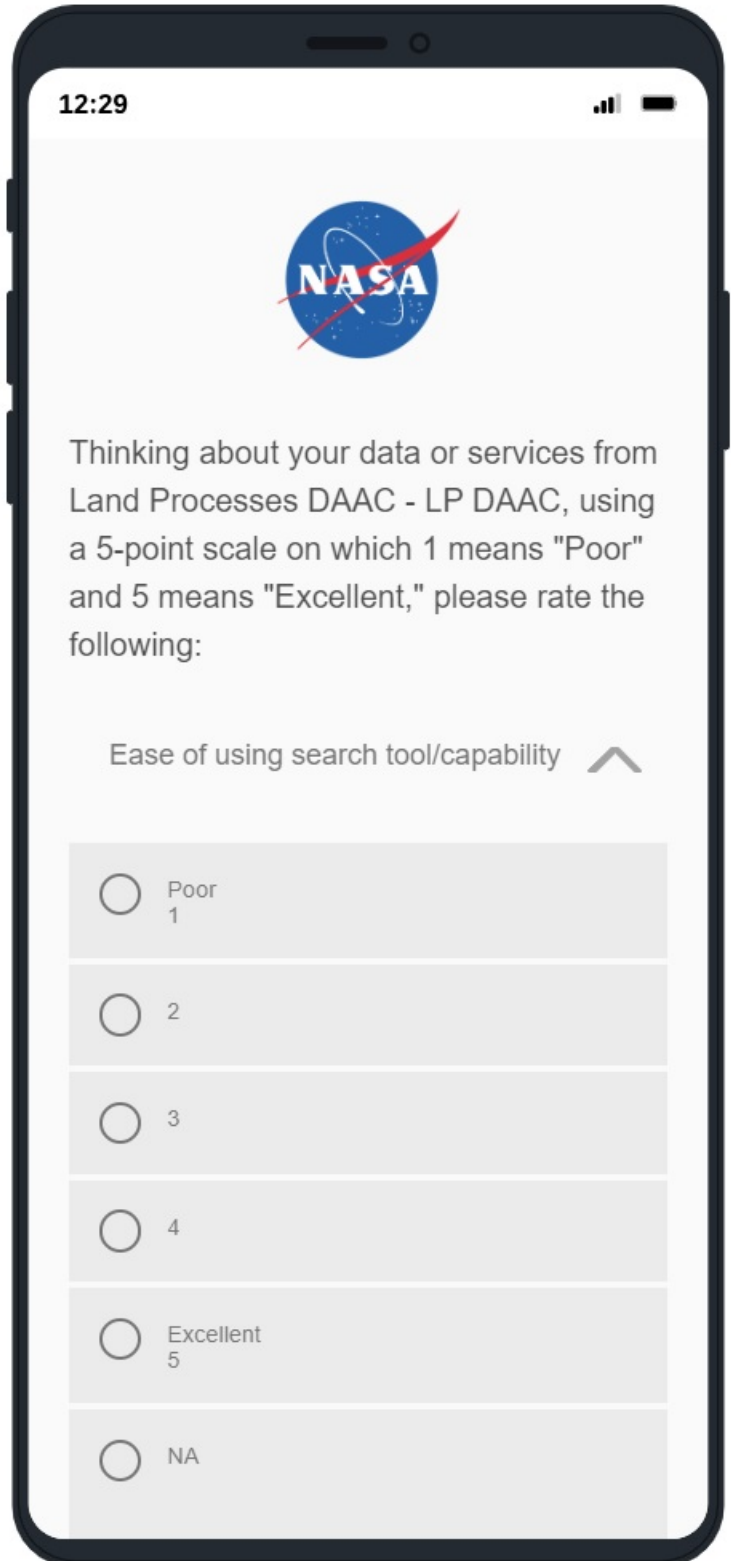 12:29
NASA
Thinking about your data or services from
Land Processes DAAC - LP DAAC, using
a 5-point scale on which 1 means "Poor"
and 5 means "Excellent," please rate the
following:
Ease of using search tool/capability
Poor
1
2
3
4
Excellent
5
NA